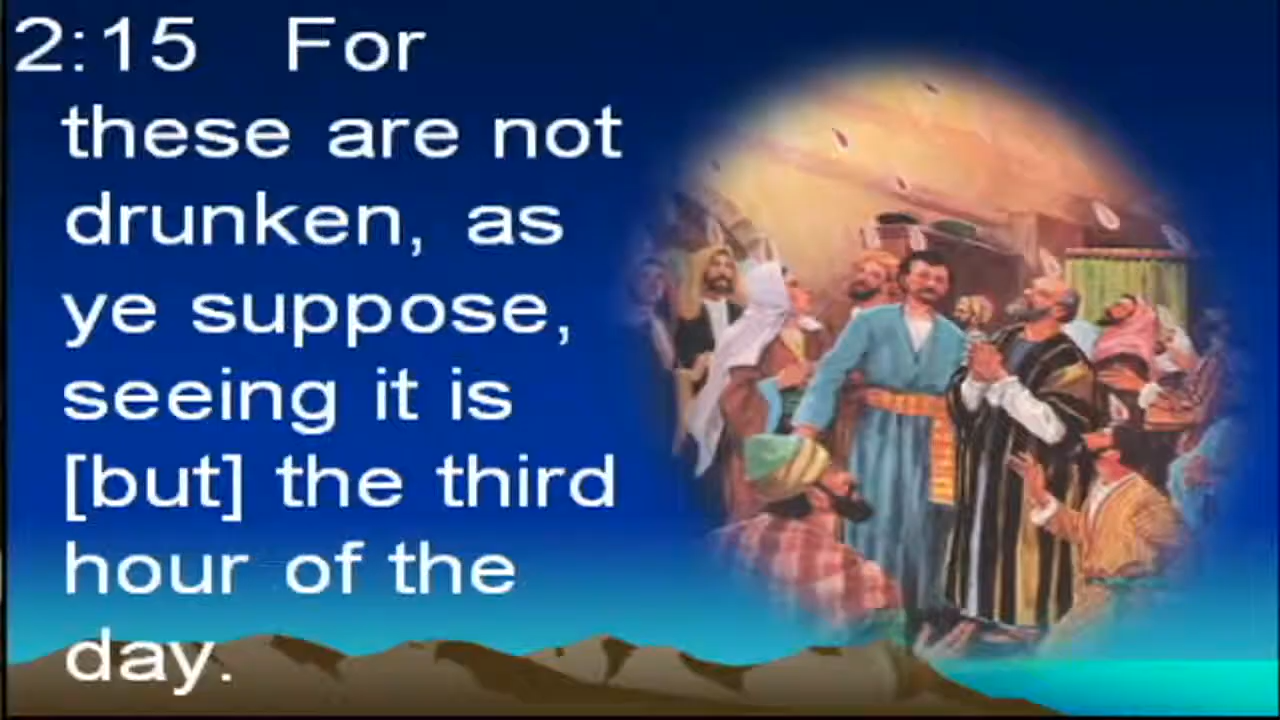 2:15 For
these are not
drunken, as
ye suppose,
seeing it is
[but] the third
hour of the
day.